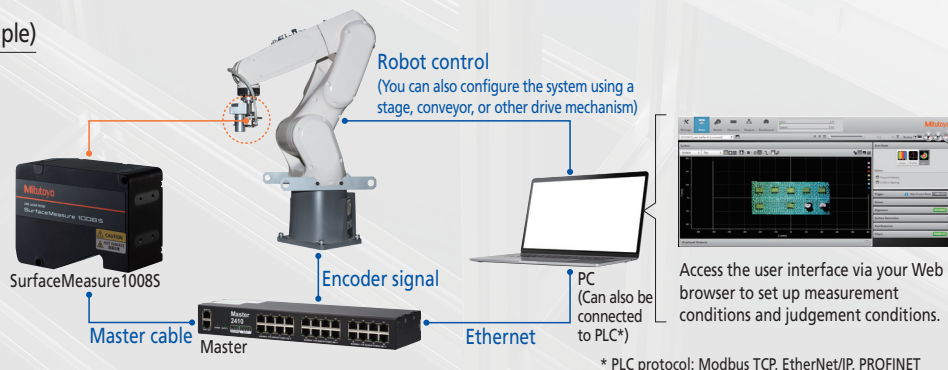 ple)
Robot control
(You can also configure the system using a
stage, conveyor, or other drive mechanism)
Mitutoyo
SurfaceMeasure 1008S
CAUTION
SurfaceMeasure1008S
Encoder signal
Master cable
Master
2410
Master
Ethernet
PC
(Can also be
connected
to PLC*)
Mitutoyo
Access the user interface via your Web
browser to set up measurement
conditions and judgement conditions.
* PLC protocol: Modbus TCP, EtherNet/IP, PROFINET